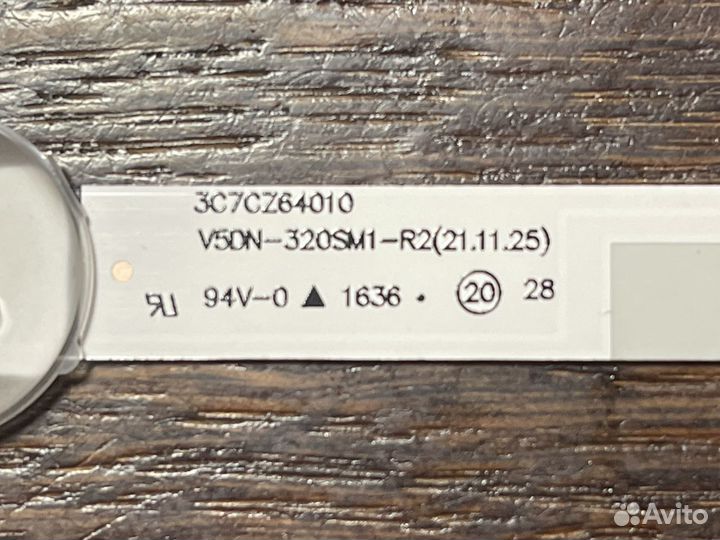 3C7CZ64010
V5DN-320SM1-R2(21.11.25)
94V-0 ▲ 1636 • 20 28
Avito